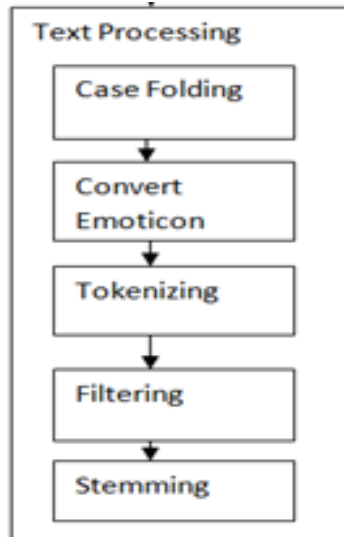 Text Processing
Case Folding
Convert
Emoticon
Tokenizing
Filtering
Stemming